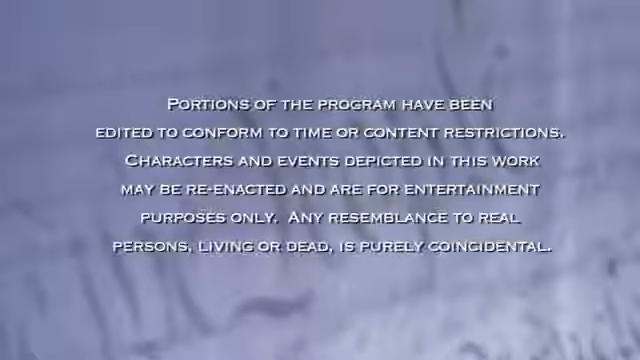 Portions of the program have been
edited to conform to time or content restrictions.
Characters and events depicted in this work
may be re-enacted and are for entertainment
purposes only. Any resemblance to real
persons, living or dead, is purely coincidental.